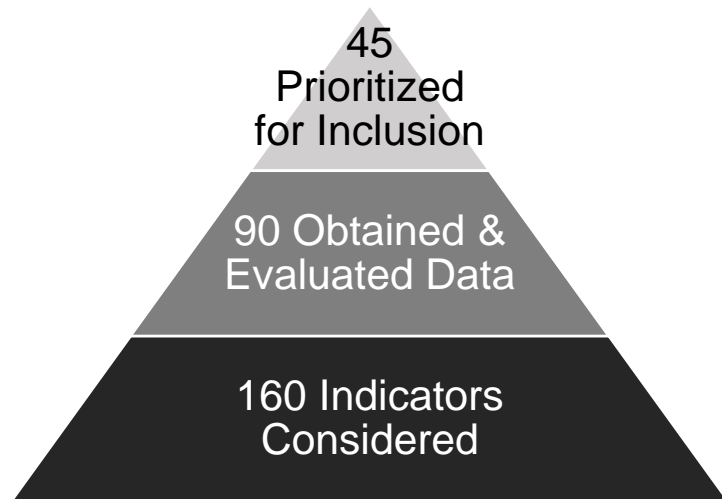 45
Prioritized
for Inclusion
90 Obtained &
Evaluated Data
160 Indicators
Considered